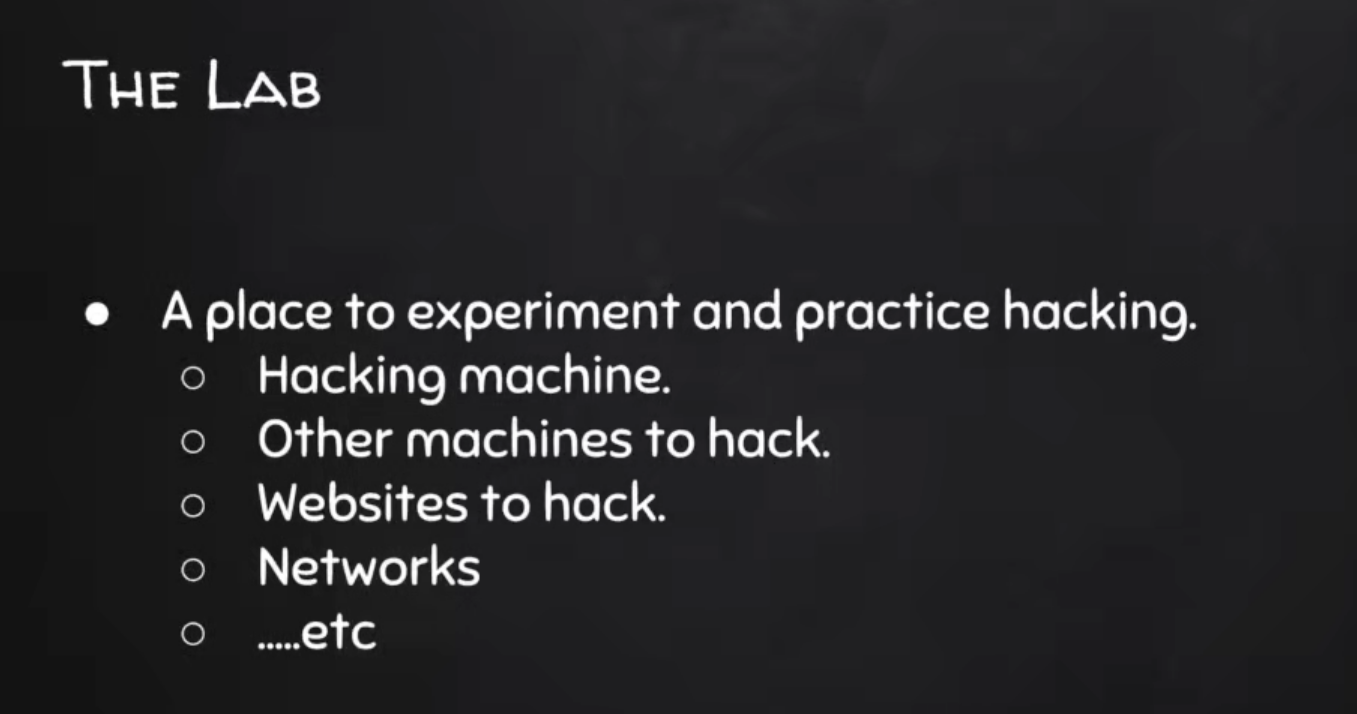 The Lab
● A place to experiment and practice hacking.
○ Hacking machine.
○ Other machines to hack.
○ Websites to hack.
○ Networks
○ .....etc